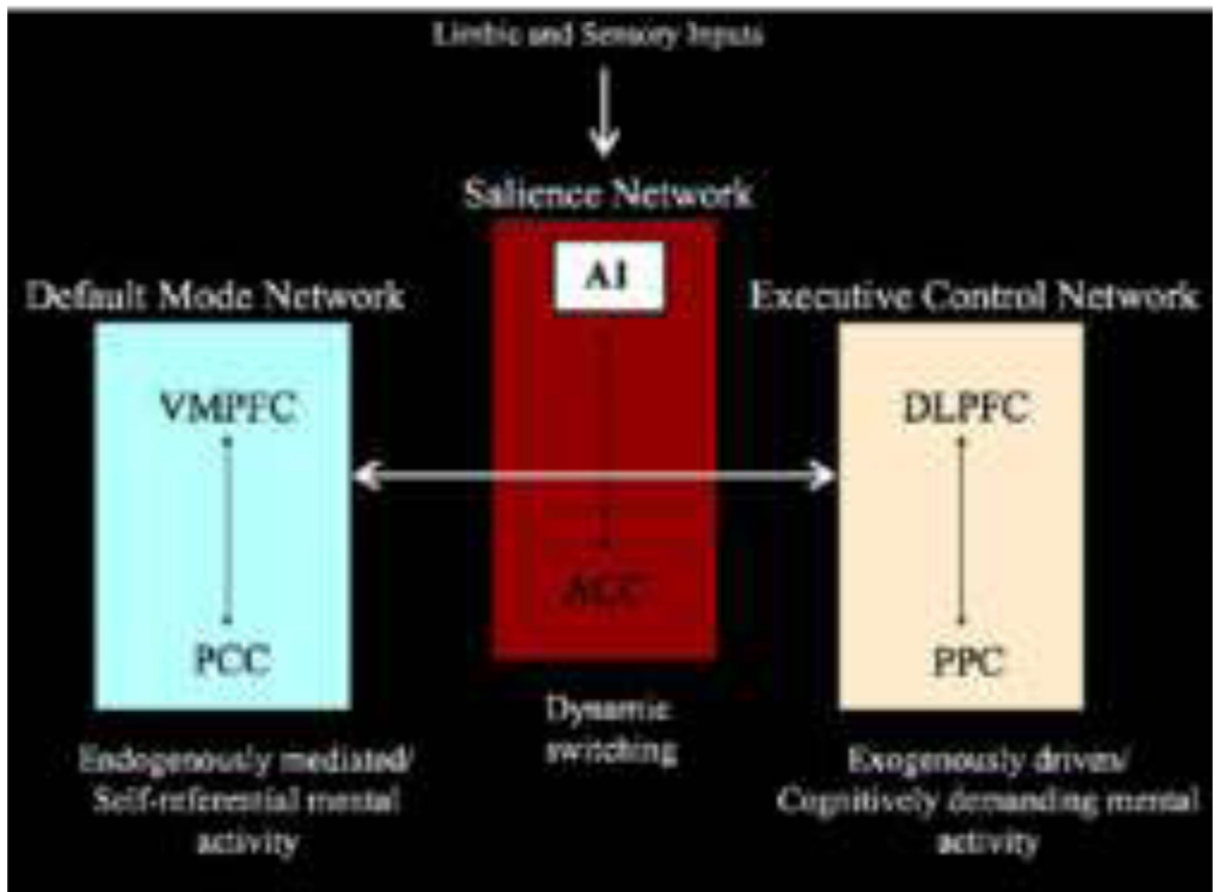 Limbic and Sensory Inputs
Salience Network
AI
Default Mode Network
Executive Control Network
VMPFC
DLPFC
ACC
PCC
PPC
Dynamic
switching
Endogenously mediated/
Self-referential mental
activity
Exogenously driven/
Cognitively demanding mental
activity